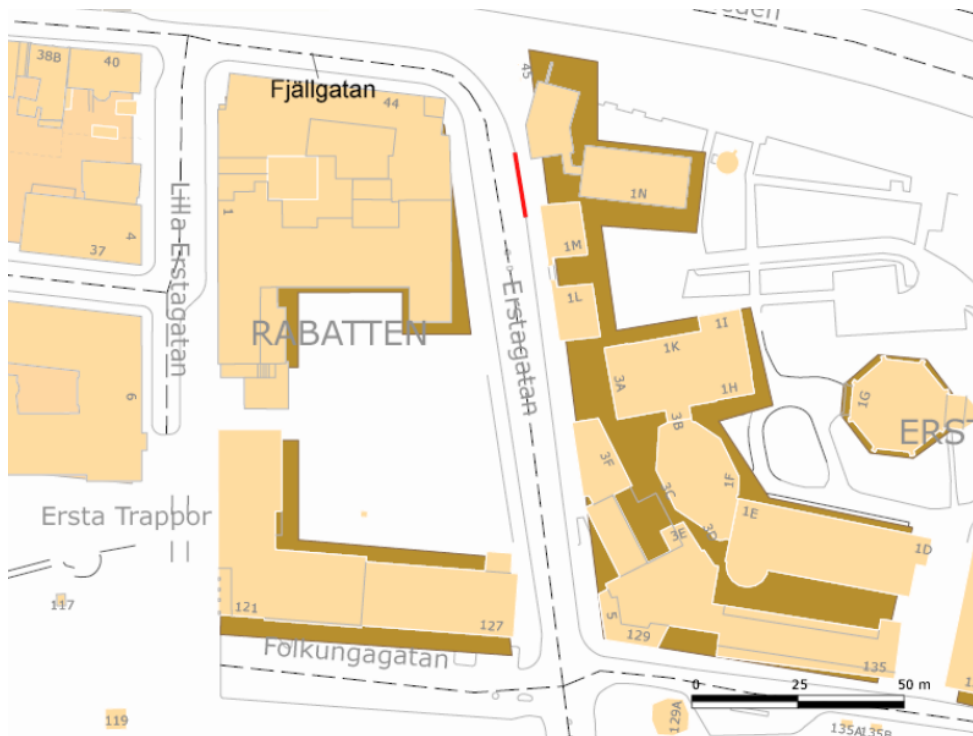 eden
38B
40
45
Fjällgatan
44
1N
1
Lilla Erstagatan
4
37
1M
1L
Erstagatan
RABATTEN
1I
1K
3A
1H
6
1G
3B
ERST
3F
1F
3C
1E
Ersta Trappor
3D
3E
1D
117
121
127
5
129
Folkungagatan
135
0 25 50 m
119
129A
135A
135B